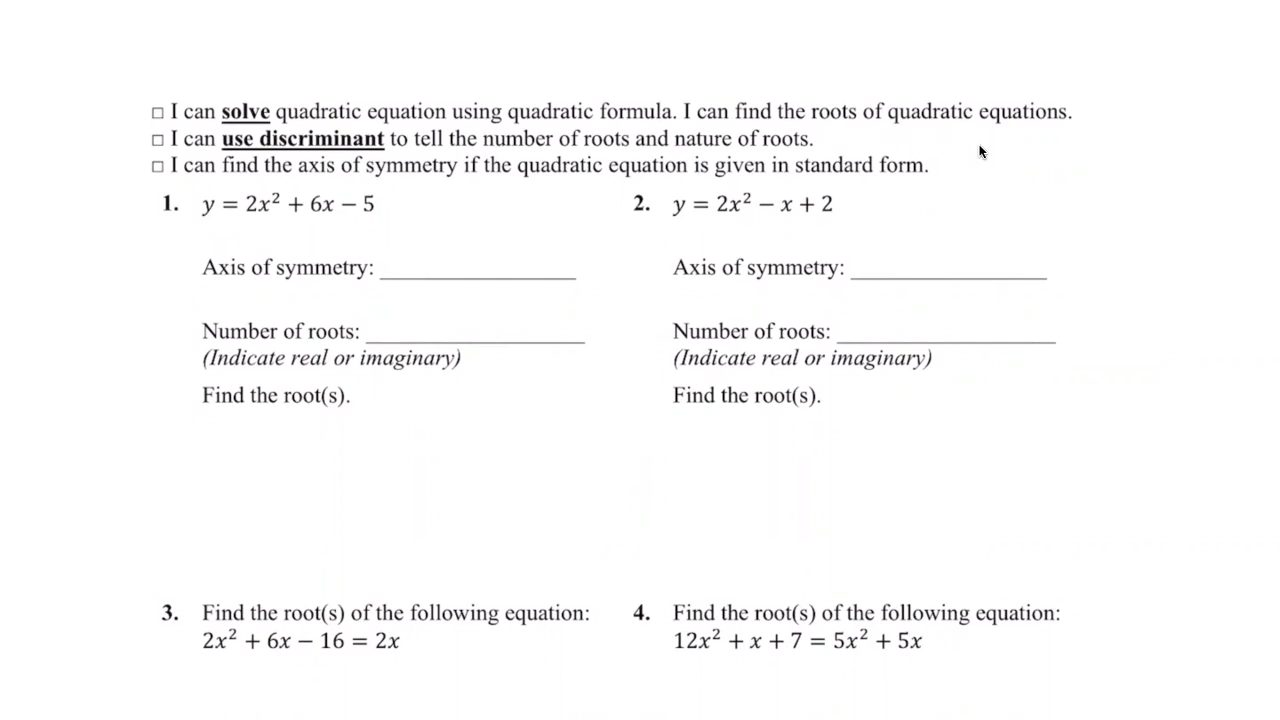 □ I can solve quadratic equation using quadratic formula. I can find the roots of quadratic equations.
□ I can use discriminant to tell the number of roots and nature of roots.
□ I can find the axis of symmetry if the quadratic equation is given in standard form.
1. y = 2x² + 6x − 5
Axis of symmetry: __________________
Number of roots: ____________________
(Indicate real or imaginary)
Find the root(s).
2. y = 2x² − x + 2
Axis of symmetry: __________________
Number of roots: ____________________
(Indicate real or imaginary)
Find the root(s).
3. Find the root(s) of the following equation:
2x² + 6x − 16 = 2x
4. Find the root(s) of the following equation:
12x² + x + 7 = 5x² + 5x